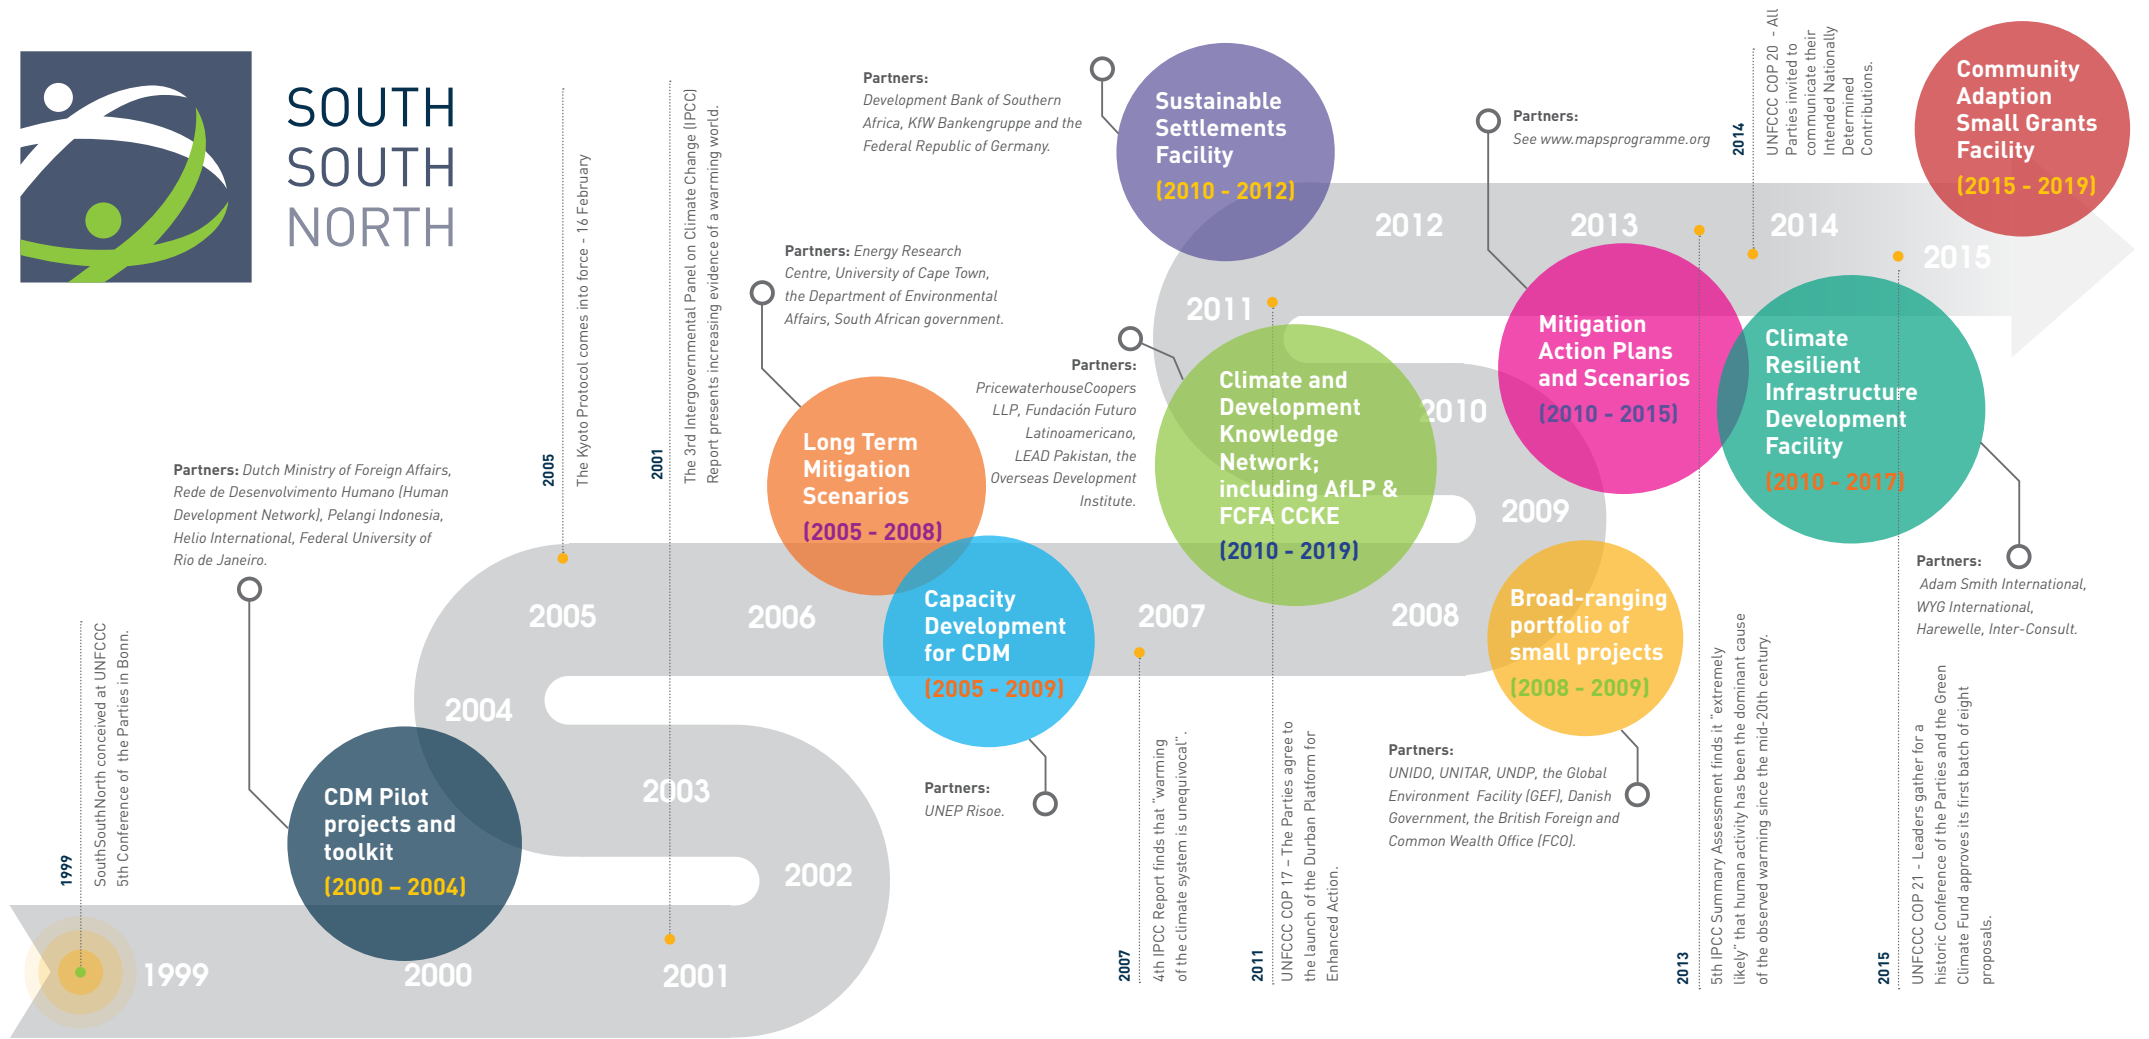 SOUTH
SOUTH
NORTH
1999
SouthSouthNorth conceived at UNFCCC
5th Conference of the Parties in Bonn.
Partners: Dutch Ministry of Foreign Affairs,
Rede de Desenvolvimento Humano (Human
Development Network), Pelangi Indonesia,
Helio International, Federal University of
Rio de Janeiro.
CDM Pilot
projects and
toolkit
(2000 – 2004)
1999
2000
2001
2002
2003
2004
2005
2006
2007
2008
2009
2010
2011
2012
2013
2014
2015
2005
The Kyoto Protocol comes into force - 16 February
2001
The 3rd Intergovernmental Panel on Climate Change (IPCC)
Report presents increasing evidence of a warming world.
Partners: Energy Research
Centre, University of Cape Town,
the Department of Environmental
Affairs, South African government.
Long Term
Mitigation
Scenarios
(2005 - 2008)
Capacity
Development
for CDM
(2005 - 2009)
Partners:
UNEP Risoe.
2007
4th IPCC Report finds that "warming
of the climate system is unequivocal".
Partners:
Development Bank of Southern
Africa, KfW Bankengruppe and the
Federal Republic of Germany.
Sustainable
Settlements
Facility
(2010 - 2012)
Partners:
PricewaterhouseCoopers
LLP, Fundación Futuro
Latinoamericano,
LEAD Pakistan, the
Overseas Development
Institute.
Climate and
Development
Knowledge
Network;
including AfLP &
FCFA CCKE
(2010 - 2019)
2011
UNFCCC COP 17 – The Parties agree to
the launch of the Durban Platform for
Enhanced Action.
Broad-ranging
portfolio of
small projects
(2008 - 2009)
Partners:
UNIDO, UNITAR, UNDP, the Global
Environment Facility (GEF), Danish
Government, the British Foreign and
Common Wealth Office (FCO).
Partners:
See www.mapsprogramme.org
Mitigation
Action Plans
and Scenarios
(2010 - 2015)
2013
5th IPCC Summary Assessment finds it "extremely
likely" that human activity has been the dominant cause
of the observed warming since the mid-20th century.
2014
UNFCCC COP 20 - All
Parties invited to
communicate their
Intended Nationally
Determined
Contributions.
Climate
Resilient
Infrastructure
Development
Facility
(2010 - 2017)
Partners:
Adam Smith International,
WYG International,
Harewelle, Inter-Consult.
2015
UNFCCC COP 21 - Leaders gather for a
historic Conference of the Parties and the Green
Climate Fund approves its first batch of eight
proposals.
Community
Adaption
Small Grants
Facility
(2015 - 2019)